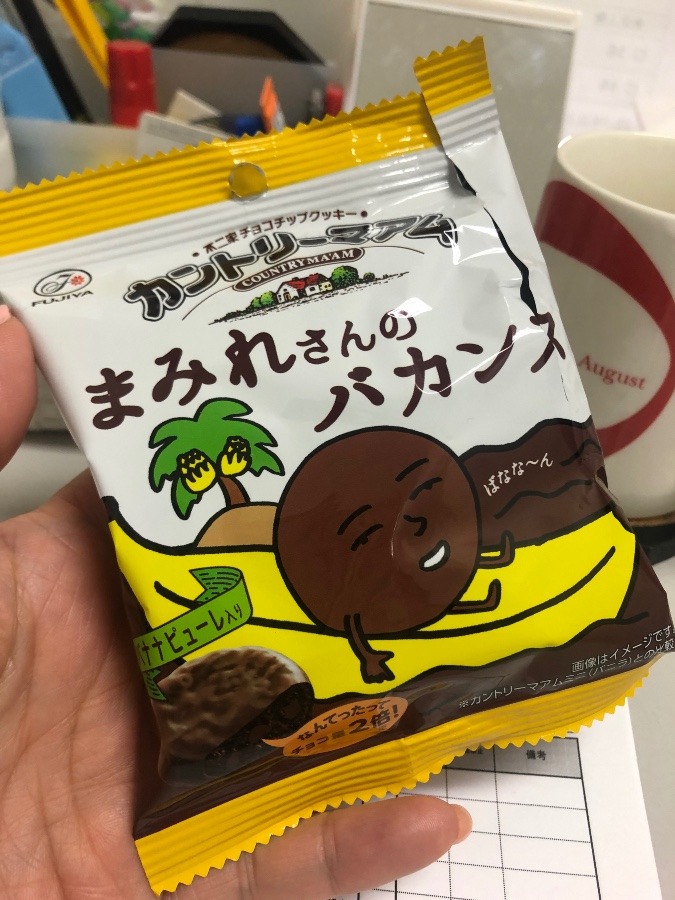 不二家 チョコチップクッキー
カントリーマアム
COUNTRY MA'AM
FUJIYA
まみれさんの
バカンス
ばなな〜ん
バナナピューレ入り
なんてったって
チョコ量2倍!
画像はイメージです
※カントリーマアムミニ(バニラ)との比較
August
備考